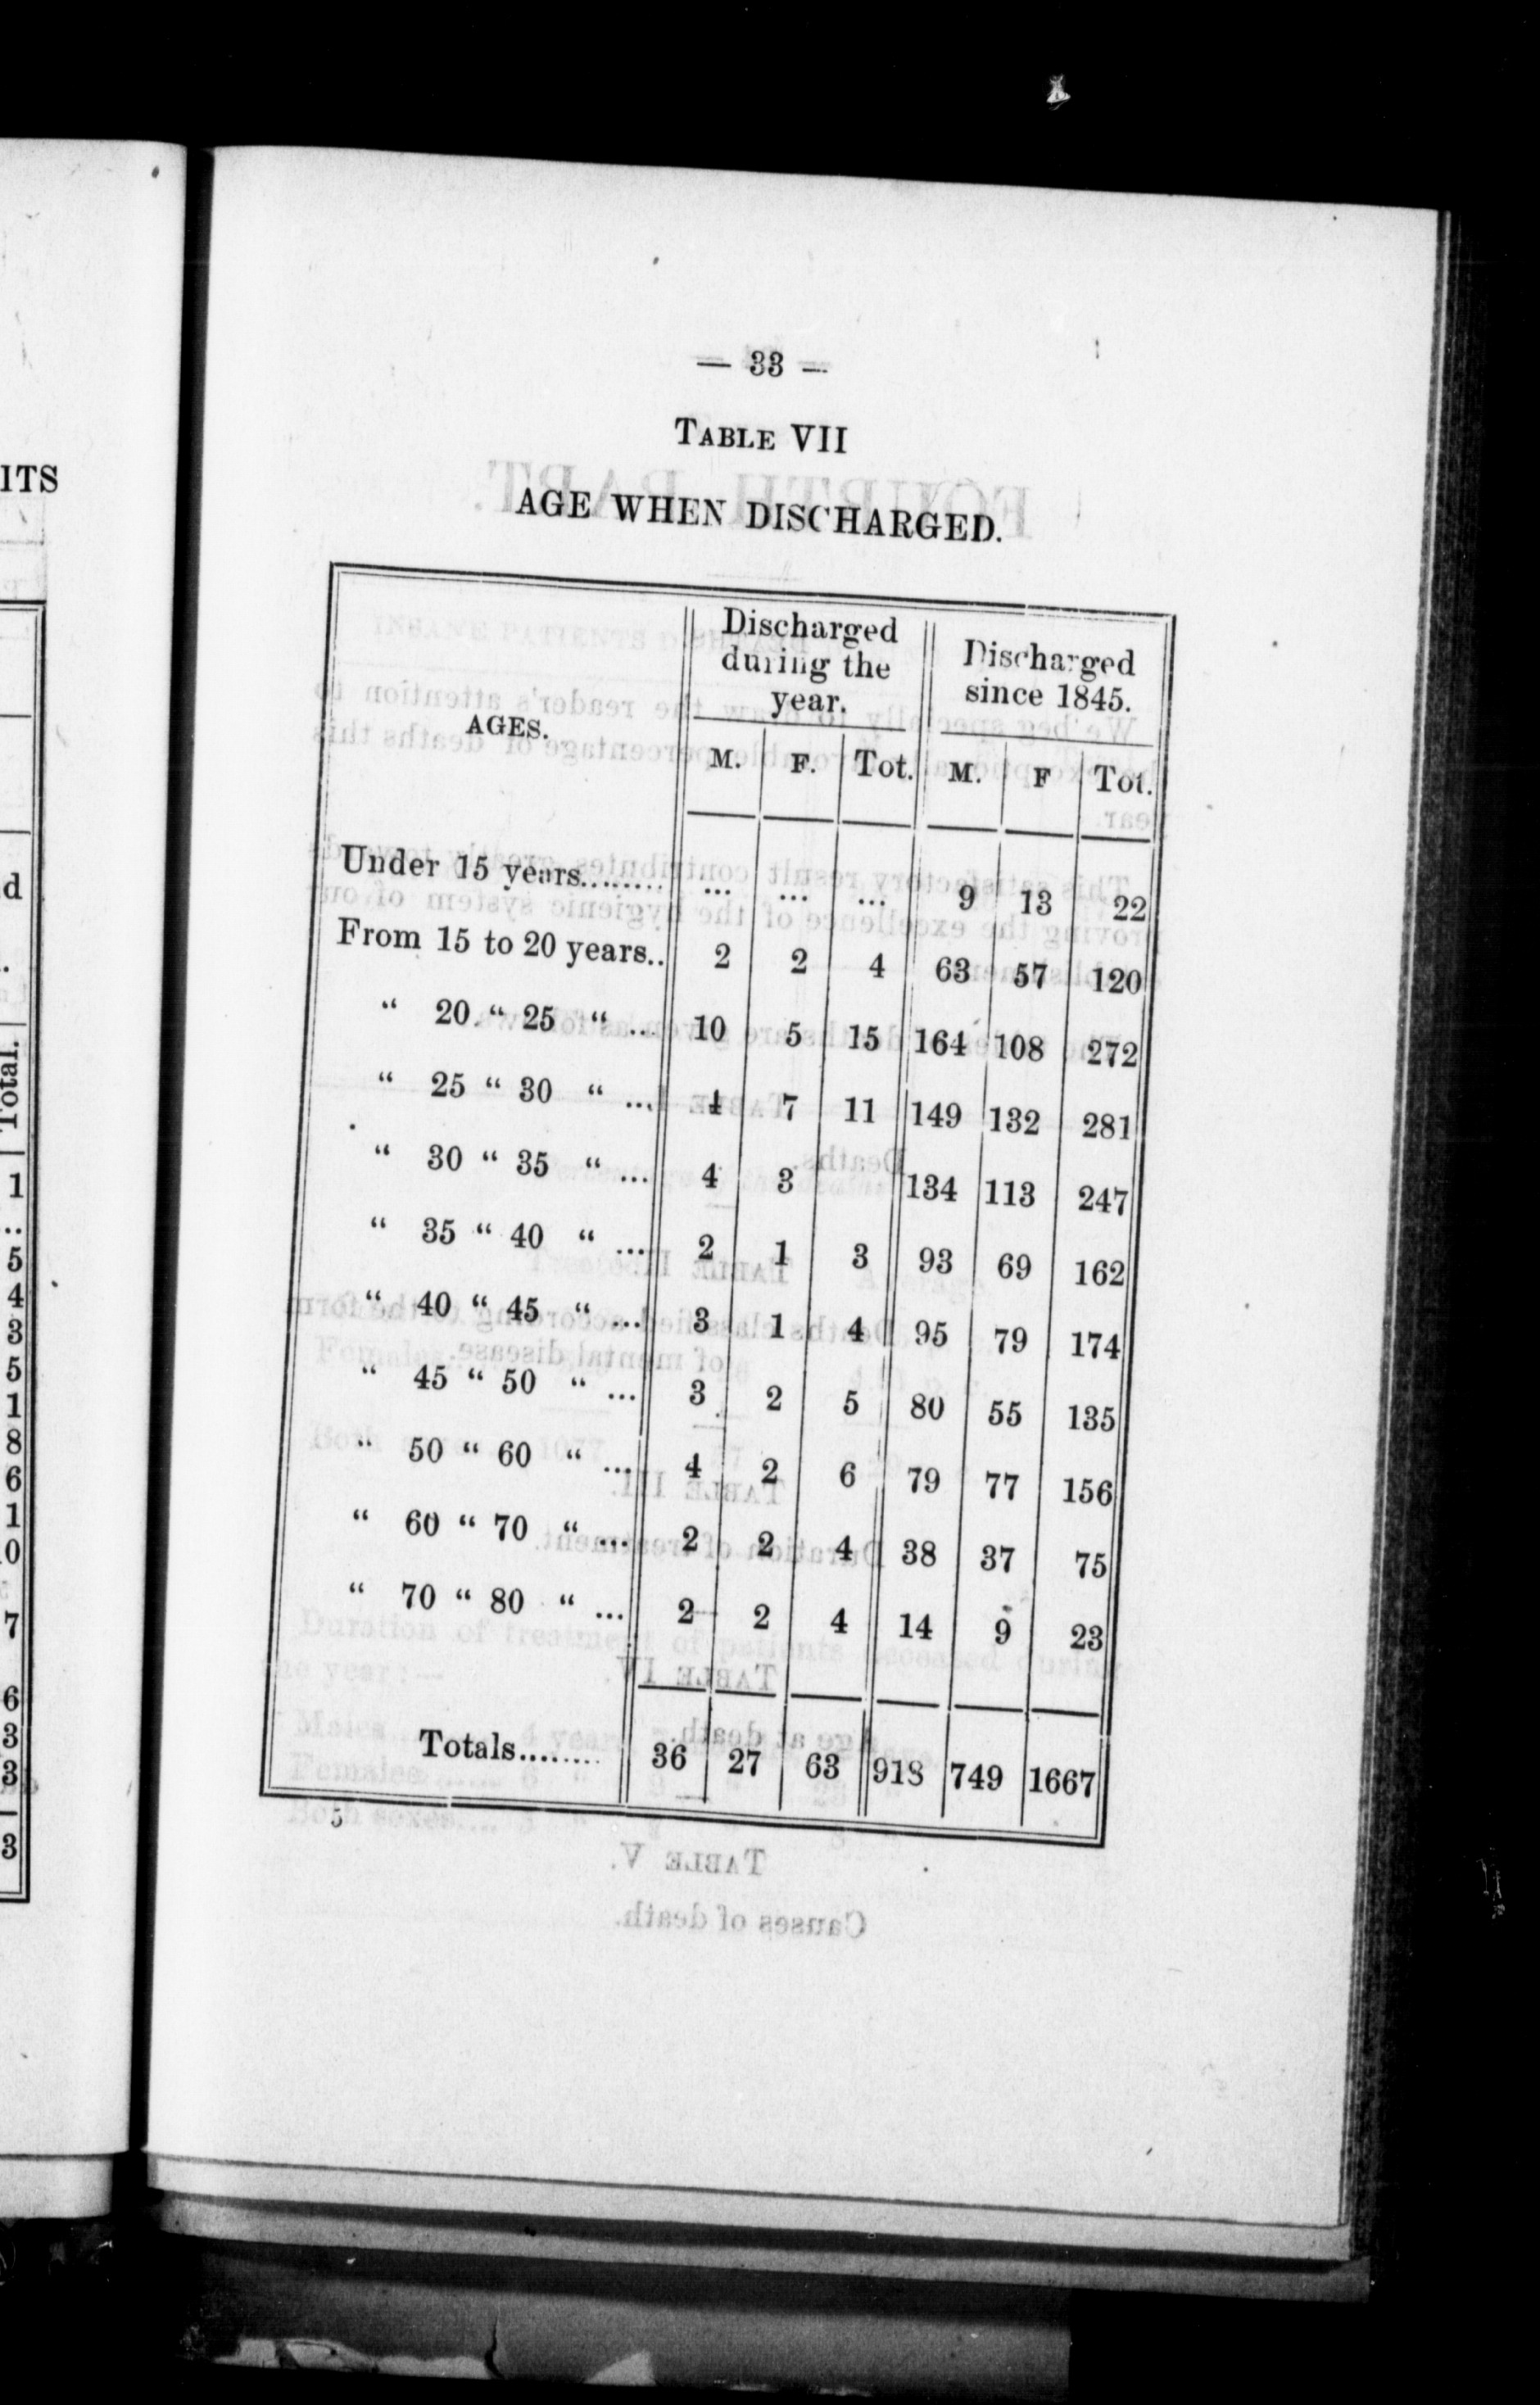 — 33 —
TABLE VII
AGE WHEN DISCHARGED.
AGES.
Discharged during the year.
Discharged since 1845.
M. F. Tot. M. F Tot.
Under 15 years........ ... ... ... 9 13 22
From 15 to 20 years.. 2 2 4 63 57 120
“ 20 “ 25 “ ... 10 5 15 164 108 272
“ 25 “ 30 “ ... 4 7 11 149 132 281
“ 30 “ 35 “ ... 4 3 134 113 247
“ 35 “ 40 “ ... 2 1 3 93 69 162
“ 40 “ 45 “ ... 3 1 4 95 79 174
“ 45 “ 50 “ ... 3 2 5 80 55 135
“ 50 “ 60 “ ... 4 2 6 79 77 156
“ 60 “ 70 “ ... 2 2 4 38 37 75
“ 70 “ 80 “ ... 2 2 4 14 9 23
Totals........ 36 27 63 918 749 1667
5